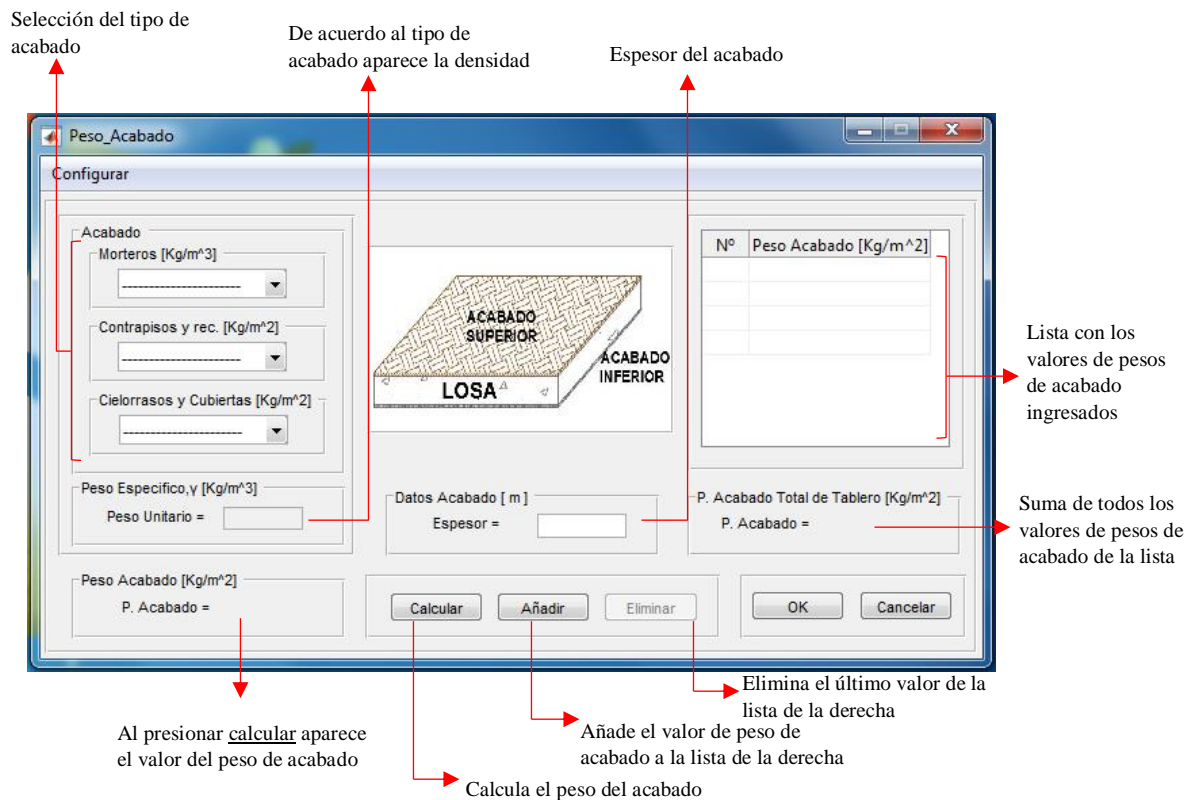 Selección del tipo de
acabado
De acuerdo al tipo de
acabado aparece la densidad
Espesor del acabado
Peso_Acabado
Configurar
Acabado
Morteros [Kg/m^3]
----------------------
Contrapisos y rec. [Kg/m^2]
----------------------
Cielorrasos y Cubiertas [Kg/m^2]
----------------------
Peso Especifico,γ [Kg/m^3]
Peso Unitario =
Peso Acabado [Kg/m^2]
P. Acabado =
ACABADO
SUPERIOR
ACABADO
INFERIOR
LOSA
Datos Acabado [ m ]
Espesor =
Nº Peso Acabado [Kg/m^2]
P. Acabado Total de Tablero [Kg/m^2]
P. Acabado =
Calcular Añadir Eliminar
OK Cancelar
Lista con los
valores de pesos
de acabado
ingresados
Suma de todos los
valores de pesos de
acabado de la lista
Elimina el último valor de la
lista de la derecha
Añade el valor de peso de
acabado a la lista de la derecha
Al presionar calcular aparece
el valor del peso de acabado
Calcula el peso del acabado